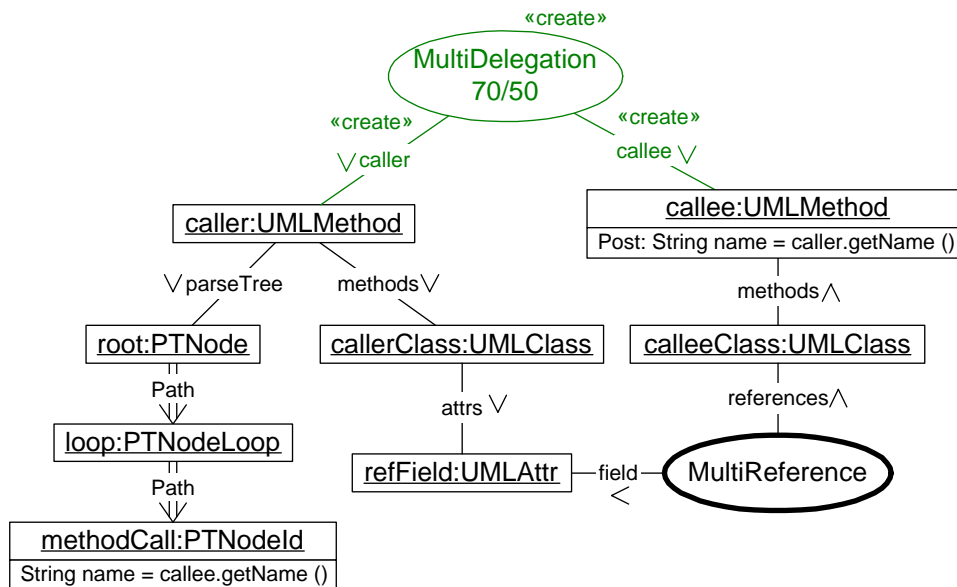 «create»
MultiDelegation
70/50
«create»
«create»
caller
callee
caller:UMLMethod
callee:UMLMethod
Post: String name = caller.getName ()
parseTree
methods
methods
root:PTNode
callerClass:UMLClass
calleeClass:UMLClass
Path
attrs
references
loop:PTNodeLoop
refField:UMLAttr
field
MultiReference
Path
methodCall:PTNodeId
String name = callee.getName ()